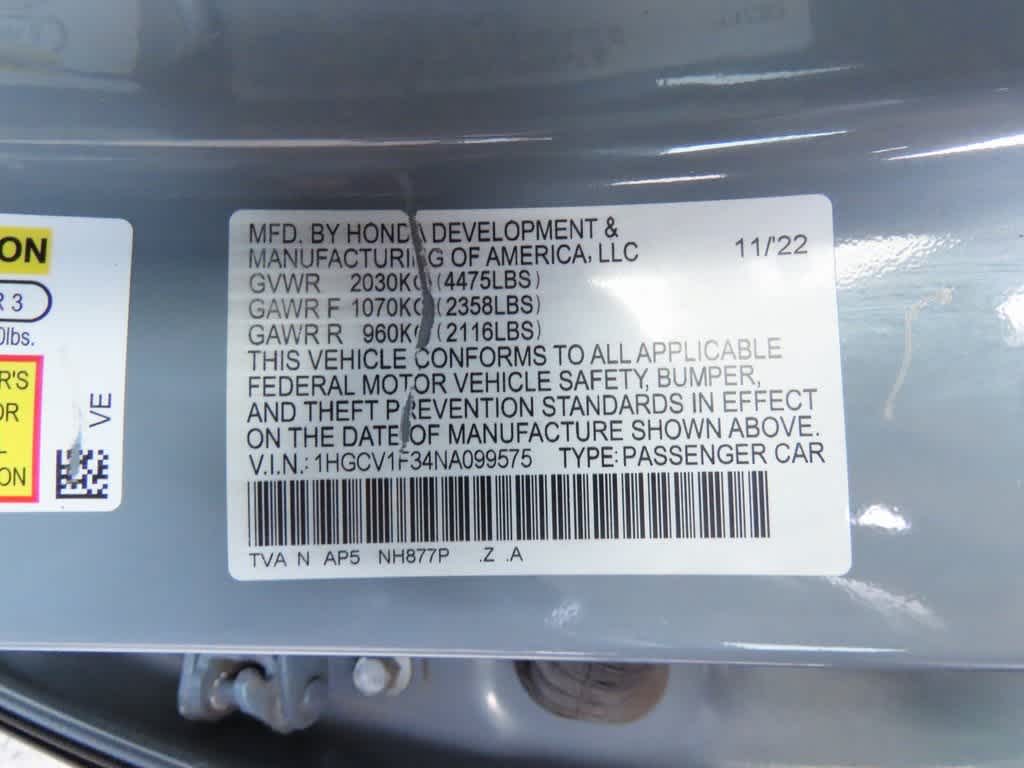 ON
R 3
0lbs.
R'S
OR
ON
VE
MFD. BY HONDA DEVELOPMENT &
MANUFACTURING OF AMERICA, LLC 11/'22
GVWR 2030KG (4475LBS)
GAWR F 1070KG (2358LBS)
GAWR R 960KG (2116LBS)
THIS VEHICLE CONFORMS TO ALL APPLICABLE
FEDERAL MOTOR VEHICLE SAFETY, BUMPER,
AND THEFT PREVENTION STANDARDS IN EFFECT
ON THE DATE OF MANUFACTURE SHOWN ABOVE.
V.I.N.: 1HGCV1F34NA099575 TYPE: PASSENGER CAR
TVA N AP5 NH877P .Z .A